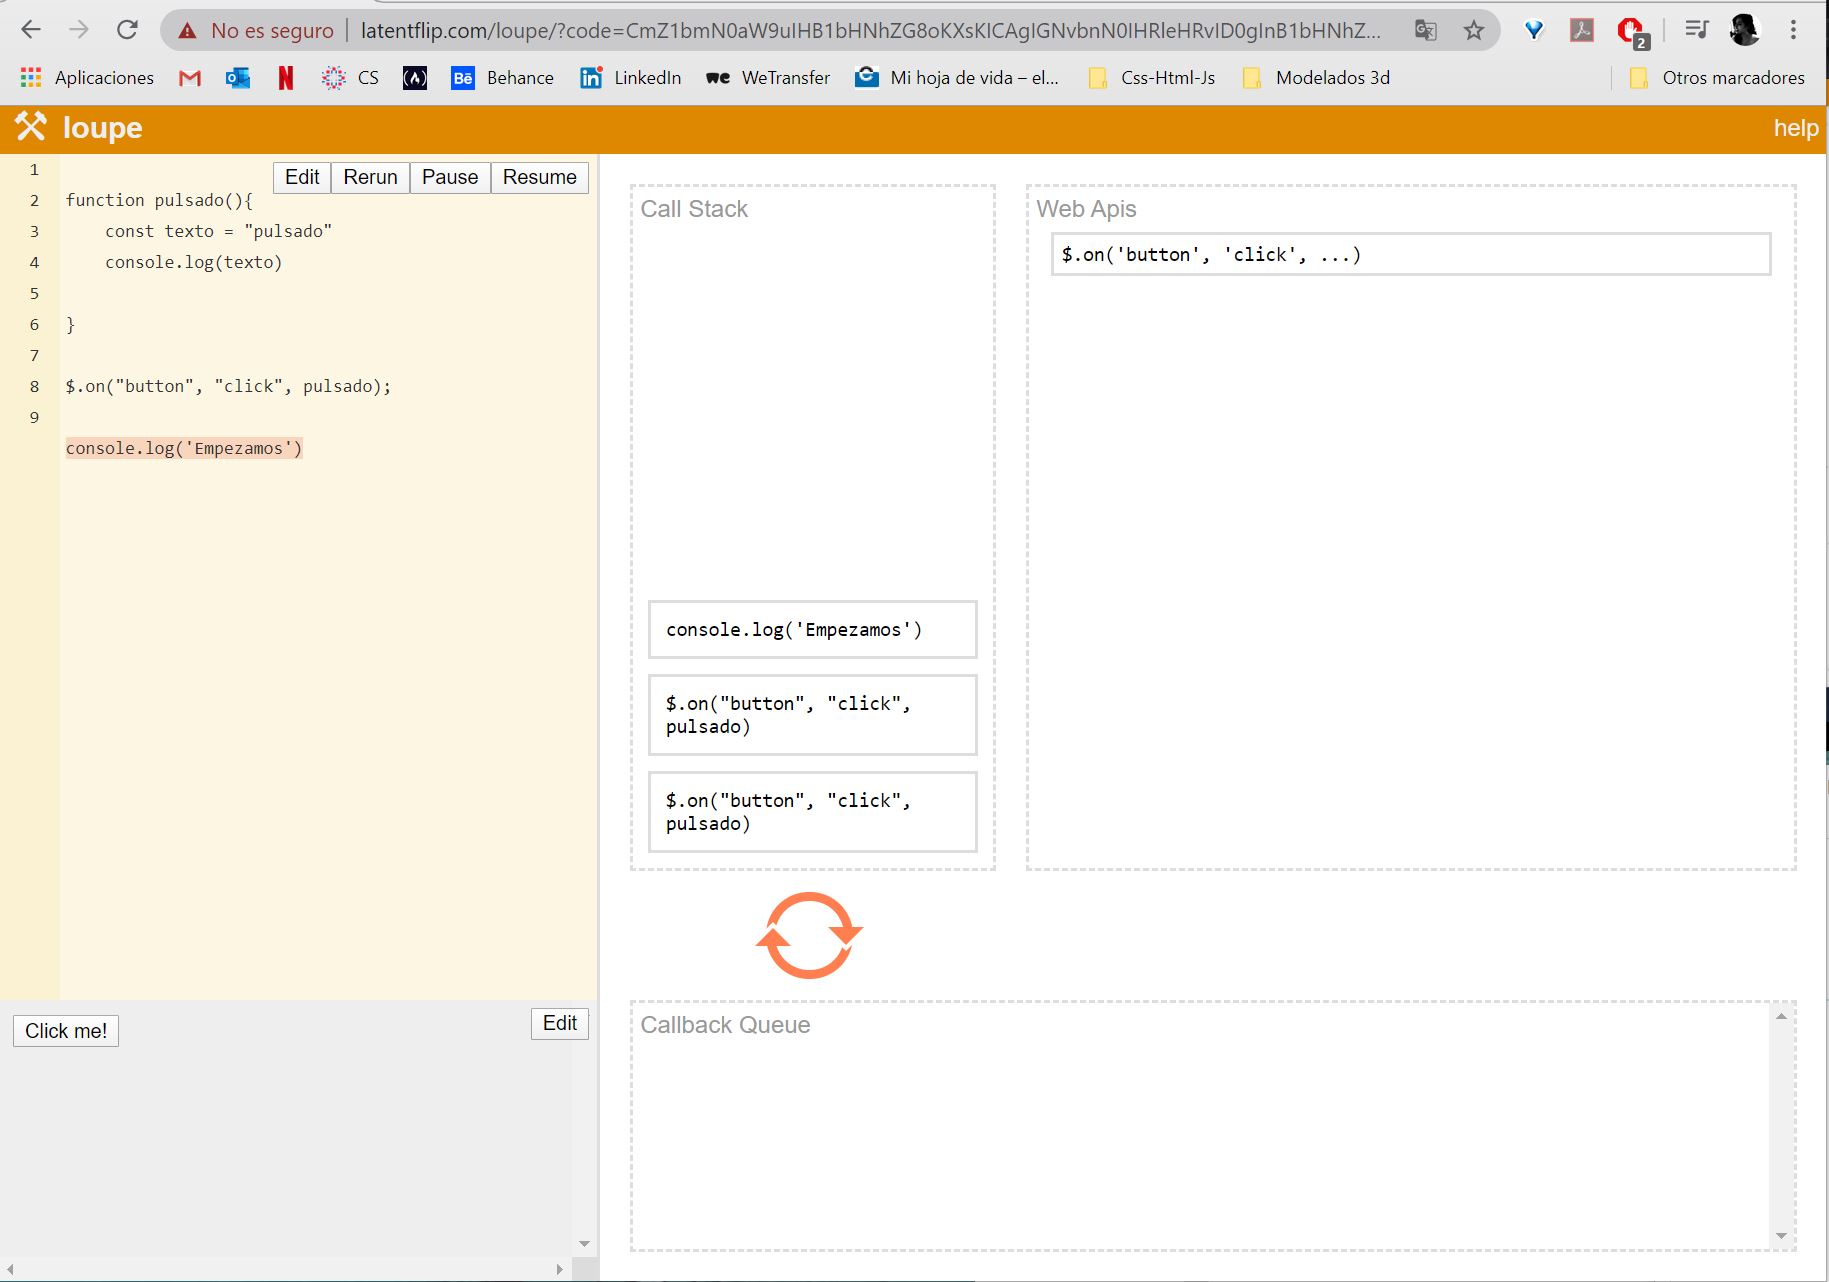 No es seguro | latentflip.com/loupe/?code=CmZ1bmN0aW9uIHB1bHNhZG8oKXsKICAgIGNvbnN0IHRleHRvID0gInB1bHNhZ...
2
Aplicaciones CS Bē Behance in LinkedIn we WeTransfer Mi hoja de vida – el... Css-Html-Js Modelados 3d Otros marcadores
loupe help
Edit Rerun Pause Resume
1
2 function pulsado(){
3 const texto = "pulsado"
4 console.log(texto)
5
6 }
7
8 $.on("button", "click", pulsado);
9
console.log('Empezamos')
Click me!
Edit
Call Stack
console.log('Empezamos')
$.on("button", "click",
pulsado)
$.on("button", "click",
pulsado)
Web Apis
$.on('button', 'click', ...)
Callback Queue